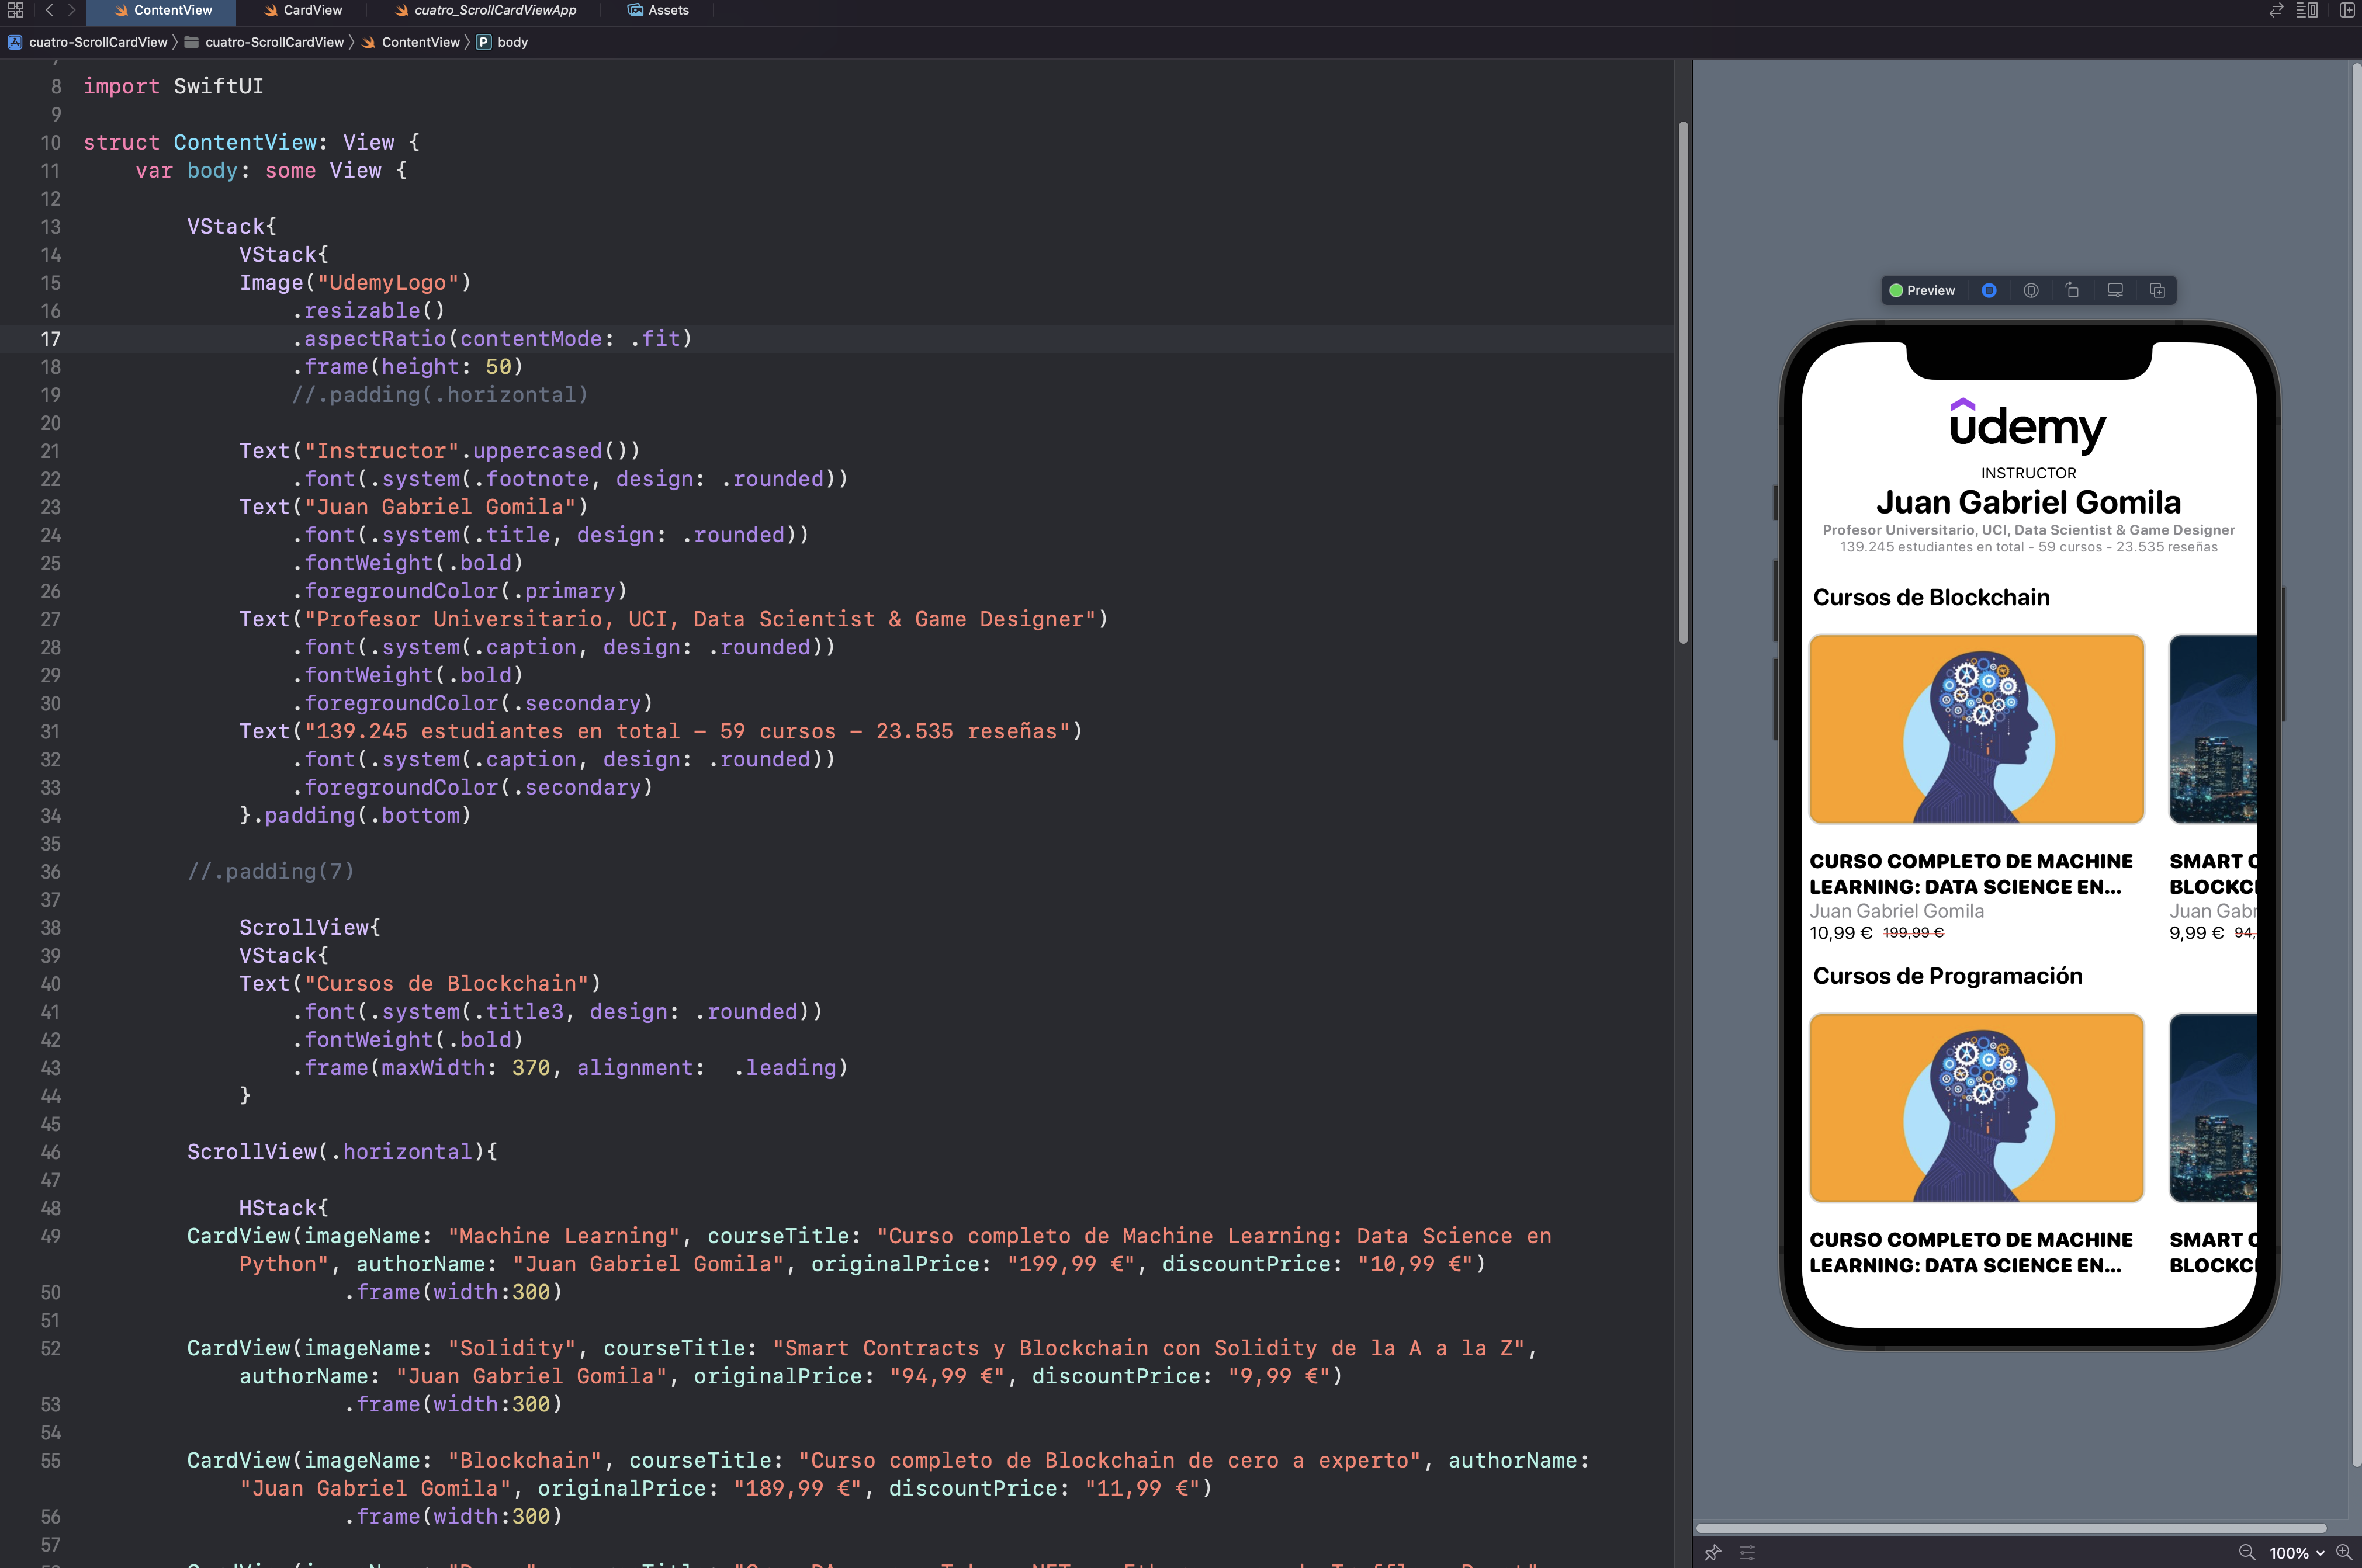 ContentView
CardView
cuatro_ScrollCardViewApp
Assets
cuatro-ScrollCardView
cuatro-ScrollCardView
ContentView
P body
7
8 import SwiftUI
9
10 struct ContentView: View {
11 var body: some View {
12
13 VStack{
14 VStack{
15 Image("UdemyLogo")
16 .resizable()
17 .aspectRatio(contentMode: .fit)
18 .frame(height: 50)
19 //.padding(.horizontal)
20
21 Text("Instructor".uppercased())
22 .font(.system(.footnote, design: .rounded))
23 Text("Juan Gabriel Gomila")
24 .font(.system(.title, design: .rounded))
25 .fontWeight(.bold)
26 .foregroundColor(.primary)
27 Text("Profesor Universitario, UCI, Data Scientist & Game Designer")
28 .font(.system(.caption, design: .rounded))
29 .fontWeight(.bold)
30 .foregroundColor(.secondary)
31 Text("139.245 estudiantes en total – 59 cursos – 23.535 reseñas")
32 .font(.system(.caption, design: .rounded))
33 .foregroundColor(.secondary)
34 }.padding(.bottom)
35
36 //.padding(7)
37
38 ScrollView{
39 VStack{
40 Text("Cursos de Blockchain")
41 .font(.system(.title3, design: .rounded))
42 .fontWeight(.bold)
43 .frame(maxWidth: 370, alignment:  .leading)
44 }
45
46 ScrollView(.horizontal){
47
48 HStack{
49 CardView(imageName: "Machine Learning", courseTitle: "Curso completo de Machine Learning: Data Science en
Python", authorName: "Juan Gabriel Gomila", originalPrice: "199,99 €", discountPrice: "10,99 €")
50 .frame(width:300)
51
52 CardView(imageName: "Solidity", courseTitle: "Smart Contracts y Blockchain con Solidity de la A a la Z",
authorName: "Juan Gabriel Gomila", originalPrice: "94,99 €", discountPrice: "9,99 €")
53 .frame(width:300)
54
55 CardView(imageName: "Blockchain", courseTitle: "Curso completo de Blockchain de cero a experto", authorName:
"Juan Gabriel Gomila", originalPrice: "189,99 €", discountPrice: "11,99 €")
56 .frame(width:300)
57
Preview
udemy
INSTRUCTOR
Juan Gabriel Gomila
Profesor Universitario, UCI, Data Scientist & Game Designer
139.245 estudiantes en total - 59 cursos - 23.535 reseñas
Cursos de Blockchain
CURSO COMPLETO DE MACHINE
LEARNING: DATA SCIENCE EN...
Juan Gabriel Gomila
10,99 € 199,99 €
SMART C
BLOCKC
Juan Gabr
9,99 € 94,
Cursos de Programación
CURSO COMPLETO DE MACHINE
LEARNING: DATA SCIENCE EN...
SMART C
BLOCKC
100%